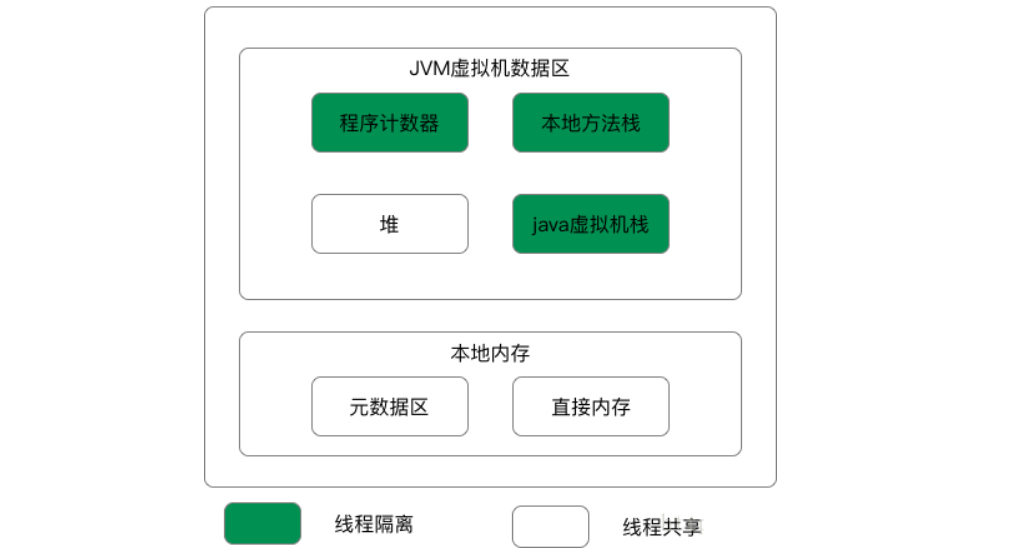 JVM虚拟机数据区
程序计数器
本地方法栈
堆
java虚拟机栈
本地内存
元数据区
直接内存
线程隔离
线程共享